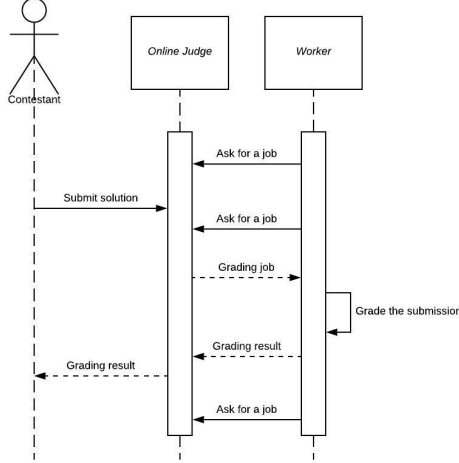 Online Judge
Worker
Contestant
Ask for a job
Submit solution
Ask for a job
Grading job
Grade the submission
Grading result
Grading result
Ask for a job